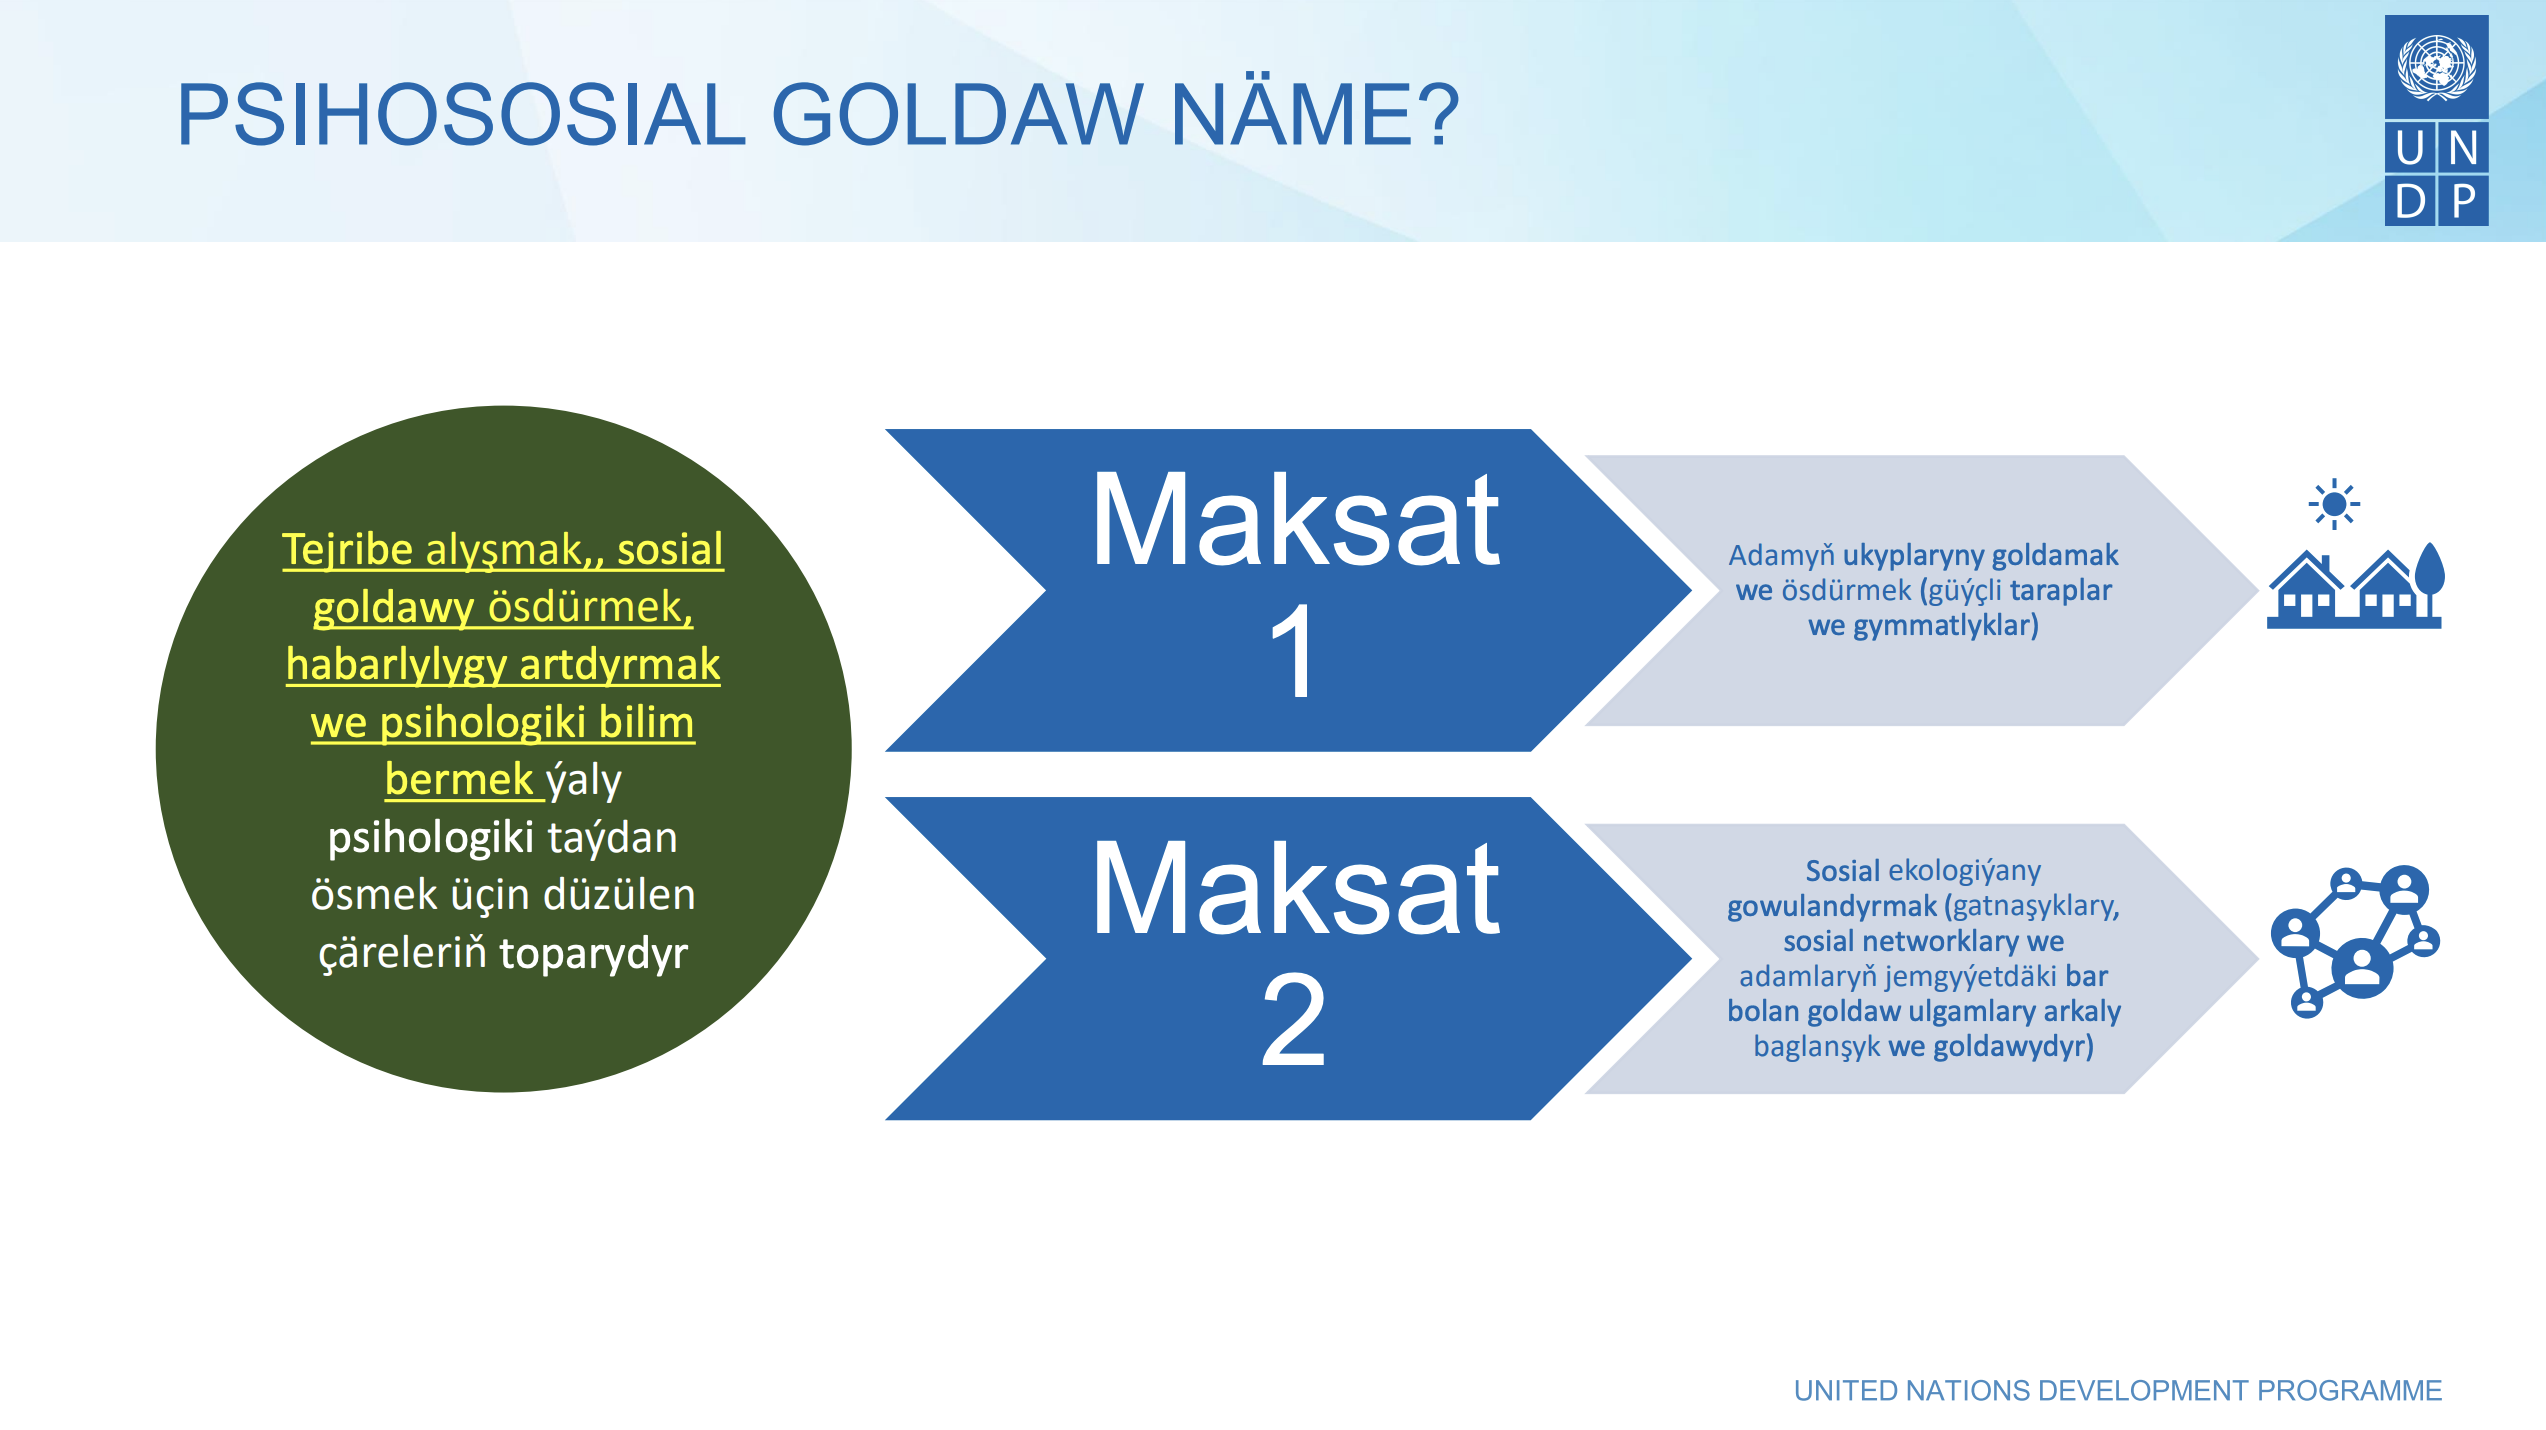 PSIHOSOSIAL GOLDAW NÄME?
U N
D P
Tejribe alyşmak,, sosial
goldawy ösdürmek,
habarlylygy artdyrmak
we psihologiki bilim
bermek ýaly
psihologiki taýdan
ösmek üçin düzülen
çäreleriň toparydyr
Maksat
1
Adamyň ukyplaryny goldamak
we ösdürmek (güýçli taraplar
we gymmatlyklar)
Maksat
2
Sosial ekologiýany
gowulandyrmak (gatnaşyklary,
sosial networklary we
adamlaryň jemgyýetdäki bar
bolan goldaw ulgamlary arkaly
baglanşyk we goldawydyr)
UNITED NATIONS DEVELOPMENT PROGRAMME